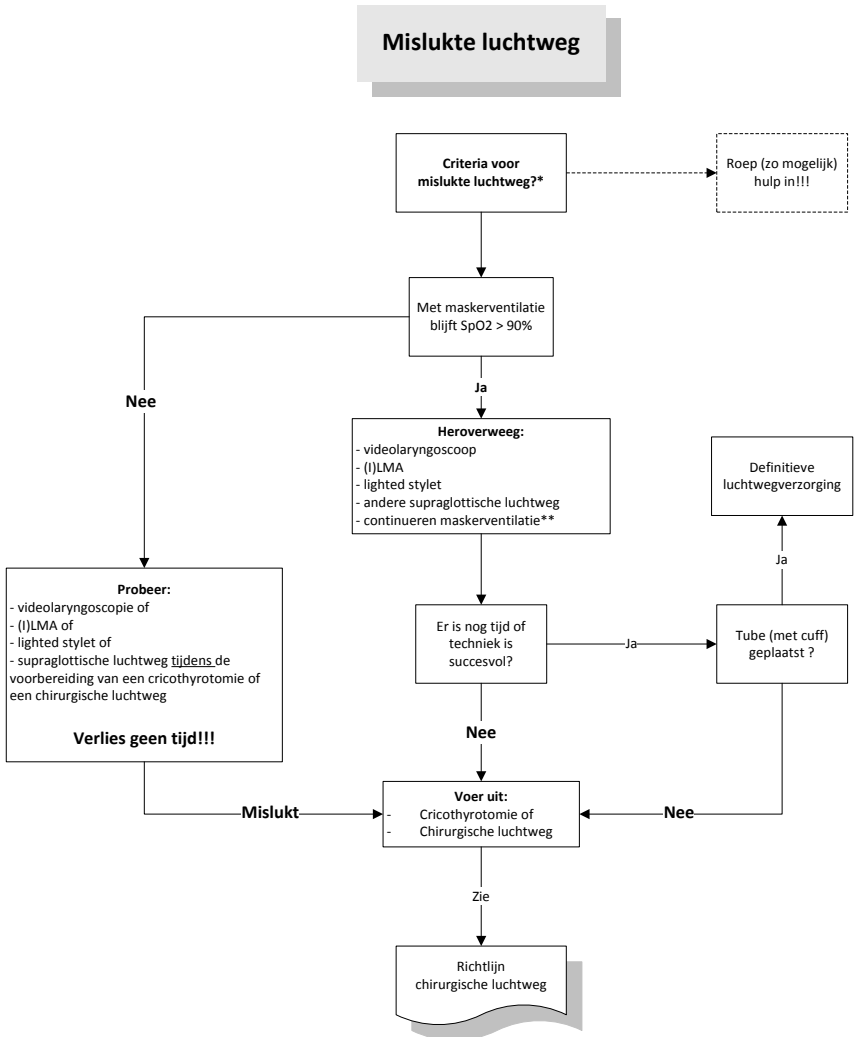 Mislukte luchtweg
Criteria voor
mislukte luchtweg?*
Roep (zo mogelijk)
hulp in!!!
Met maskerventilatie
blijft SpO2 > 90%
Nee
Ja
Heroverweeg:
- videolaryngoscoop
- (I)LMA
- lighted stylet
- andere supraglottische luchtweg
- continueren maskerventilatie**
Definitieve
luchtwegverzorging
Ja
Probeer:
- videolaryngoscopie of
- (I)LMA of
- lighted stylet of
- supraglottische luchtweg tijdens de
voorbereiding van een cricothyrotomie of
een chirurgische luchtweg
Verlies geen tijd!!!
Er is nog tijd of
techniek is
succesvol?
Ja
Tube (met cuff)
geplaatst ?
Nee
Mislukt
Voer uit:
- Cricothyrotomie of
- Chirurgische luchtweg
Nee
Zie
Richtlijn
chirurgische luchtweg